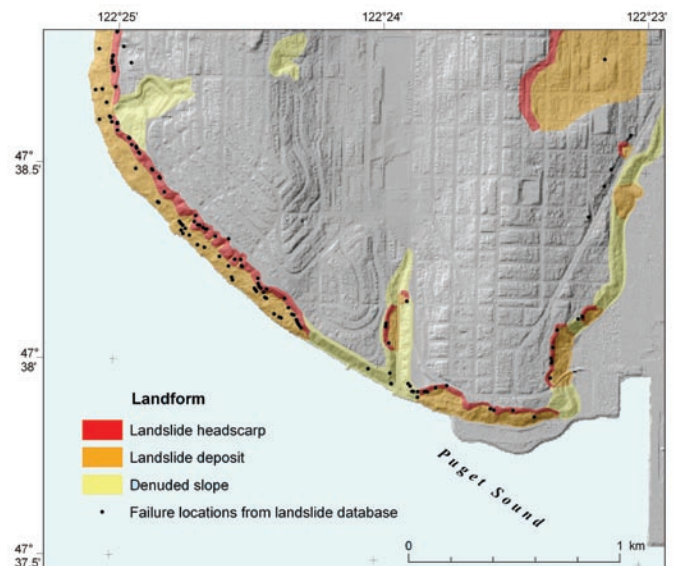 122°25' 122°24' 122°23'
47°
38.5'
47°
38'
Landform
Landslide headscarp
Landslide deposit
Denuded slope
Failure locations from landslide database
Puget Sound
47°
37.5'
0 1 km